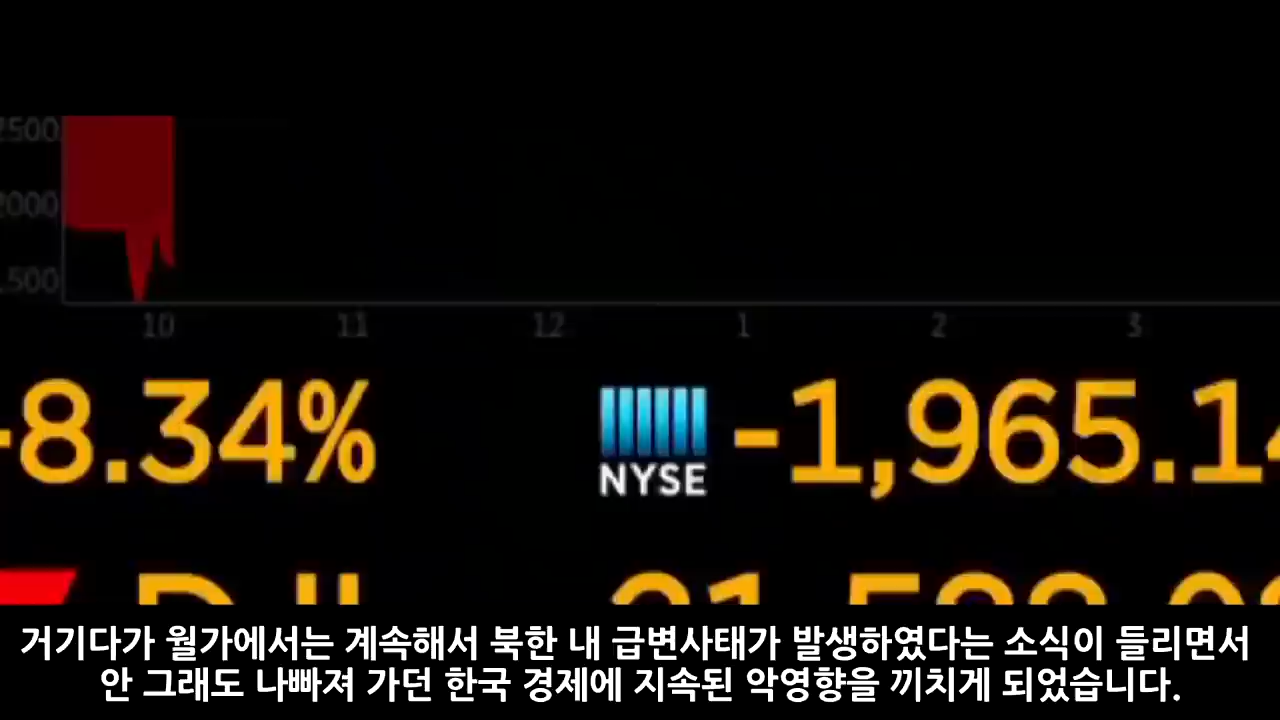 2500
2000
500
10 11 12 1 2 3
-8.34% NYSE -1,965.14
거기다가 월가에서는 계속해서 북한 내 급변사태가 발생하였다는 소식이 들리면서
안 그래도 나빠져 가던 한국 경제에 지속된 악영향을 끼치게 되었습니다.